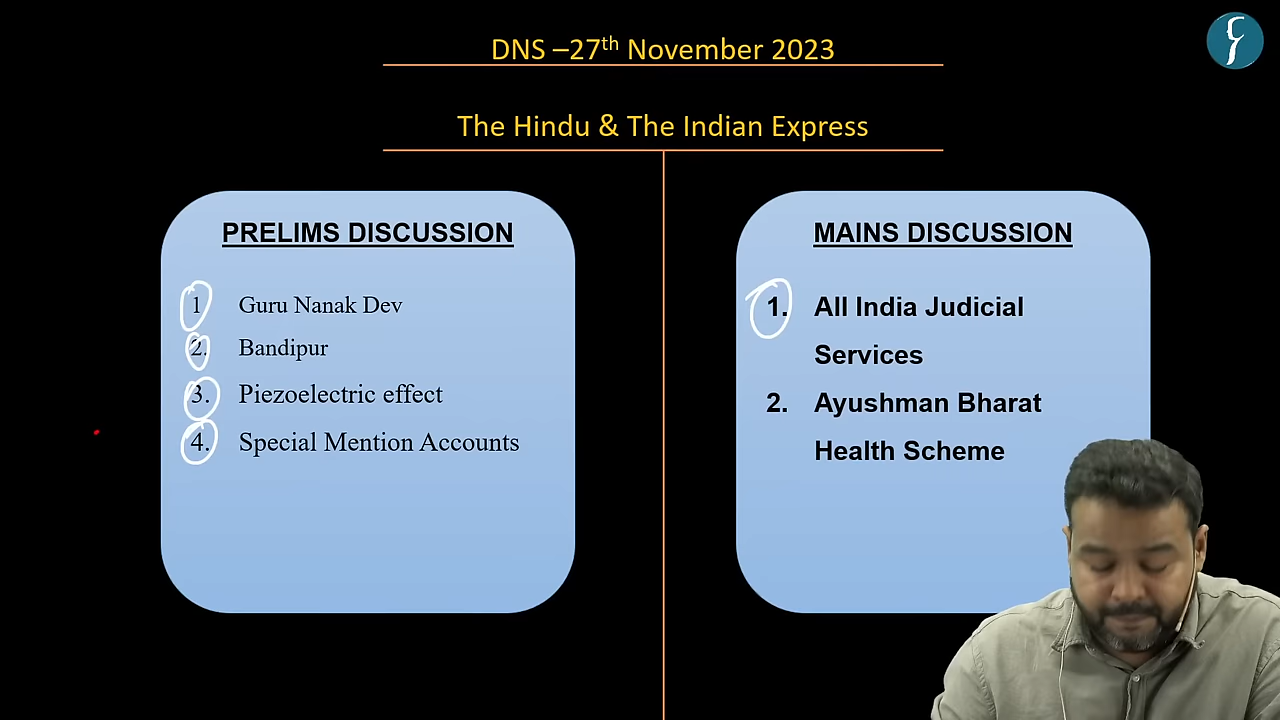 DNS –27th November 2023
The Hindu & The Indian Express
PRELIMS DISCUSSION
1 Guru Nanak Dev
2. Bandipur
3. Piezoelectric effect
4. Special Mention Accounts
MAINS DISCUSSION
1. All India Judicial
Services
2. Ayushman Bharat
Health Scheme